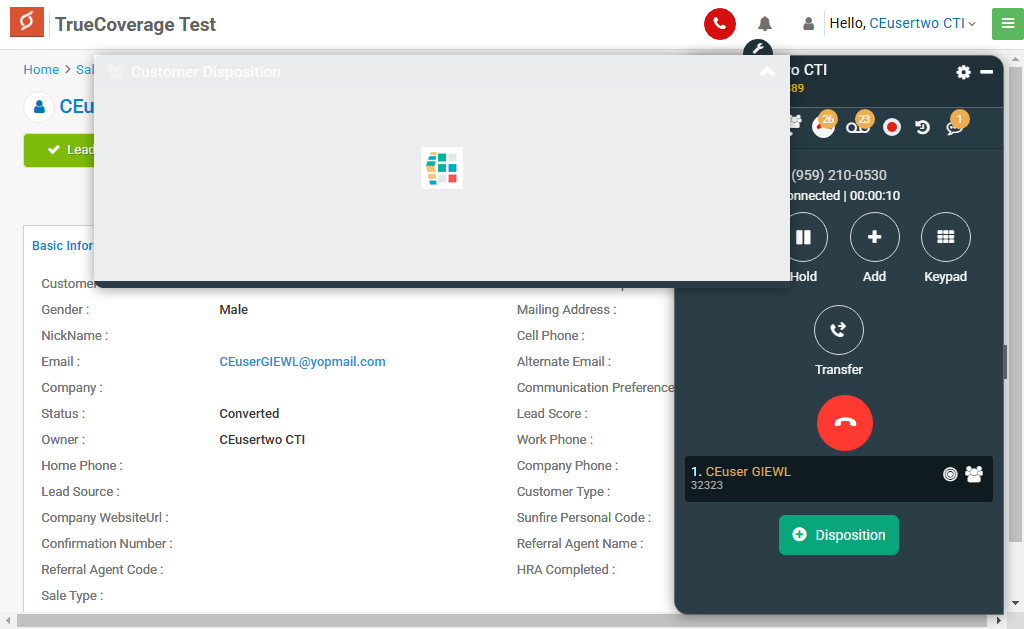 TrueCoverage Test
Hello, CEusertwo CTI
Home > Sal
Customer Disposition
CTI
89
CEu
Lead
26
23
1
(959) 210-0530
onnected | 00:00:10
Hold
Add
Keypad
Transfer
1. CEuser GIEWL
32323
Disposition
Basic Infor
Customer
Gender :
Male
Mailing Address :
NickName :
Cell Phone :
Email :
CEuserGIEWL@yopmail.com
Alternate Email :
Company :
Communication Preference
Status :
Converted
Lead Score :
Owner :
CEusertwo CTI
Work Phone :
Home Phone :
Company Phone :
Lead Source :
Customer Type :
Company WebsiteUrl :
Sunfire Personal Code :
Confirmation Number :
Referral Agent Name :
Referral Agent Code :
HRA Completed :
Sale Type :